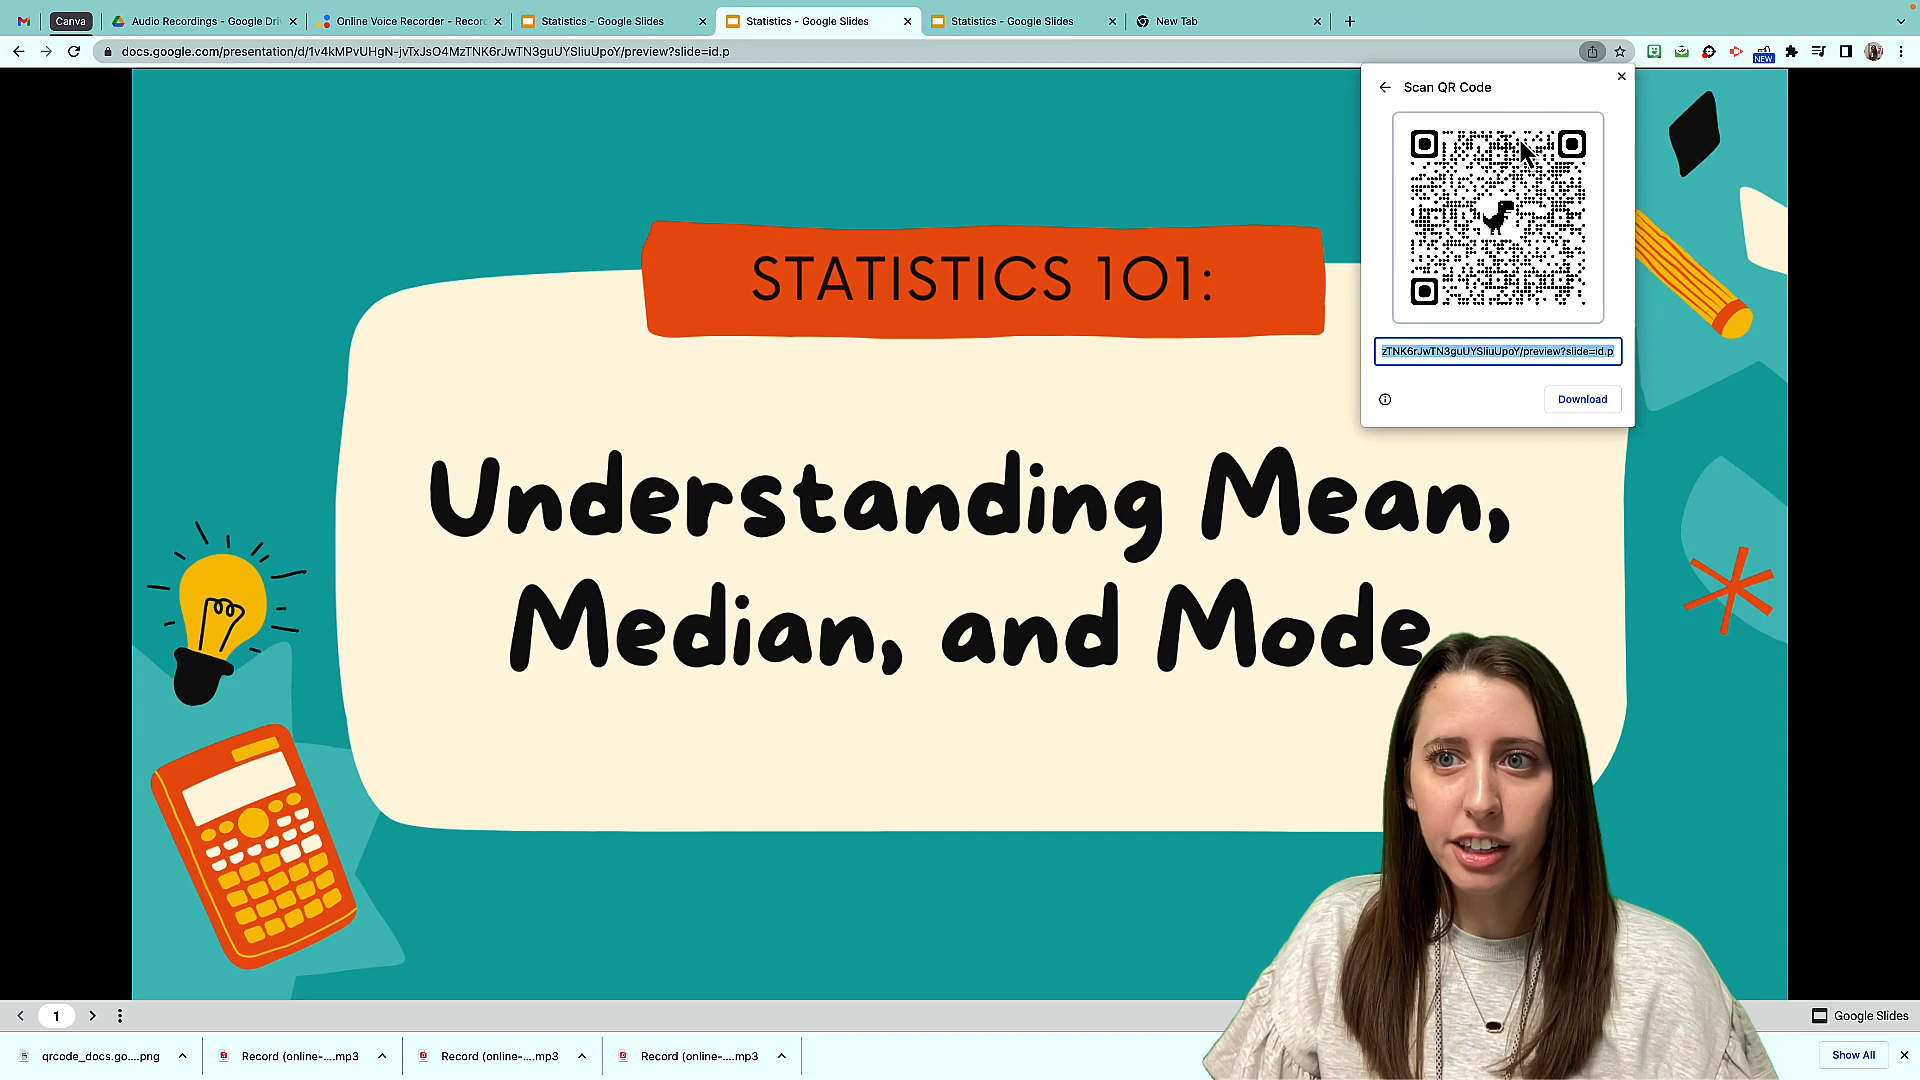 Canva
Audio Recordings - Google Dri
Online Voice Recorder - Record
Statistics - Google Slides
Statistics - Google Slides
Statistics - Google Slides
New Tab
docs.google.com/presentation/d/1v4kMPvUHgN-jvTxJsO4MzTNK6rJwTN3guUYSliuUpoY/preview?slide=id.p
NEW
Scan QR Code
zTNK6rJwTN3guUYSliuUpoY/preview?slide=id.p
Download
STATISTICS 101:
Understanding Mean,
Median, and Mode
1
Google Slides
qrcode_docs.go....png
Record (online-....mp3
Record (online-....mp3
Record (online-....mp3
Show All